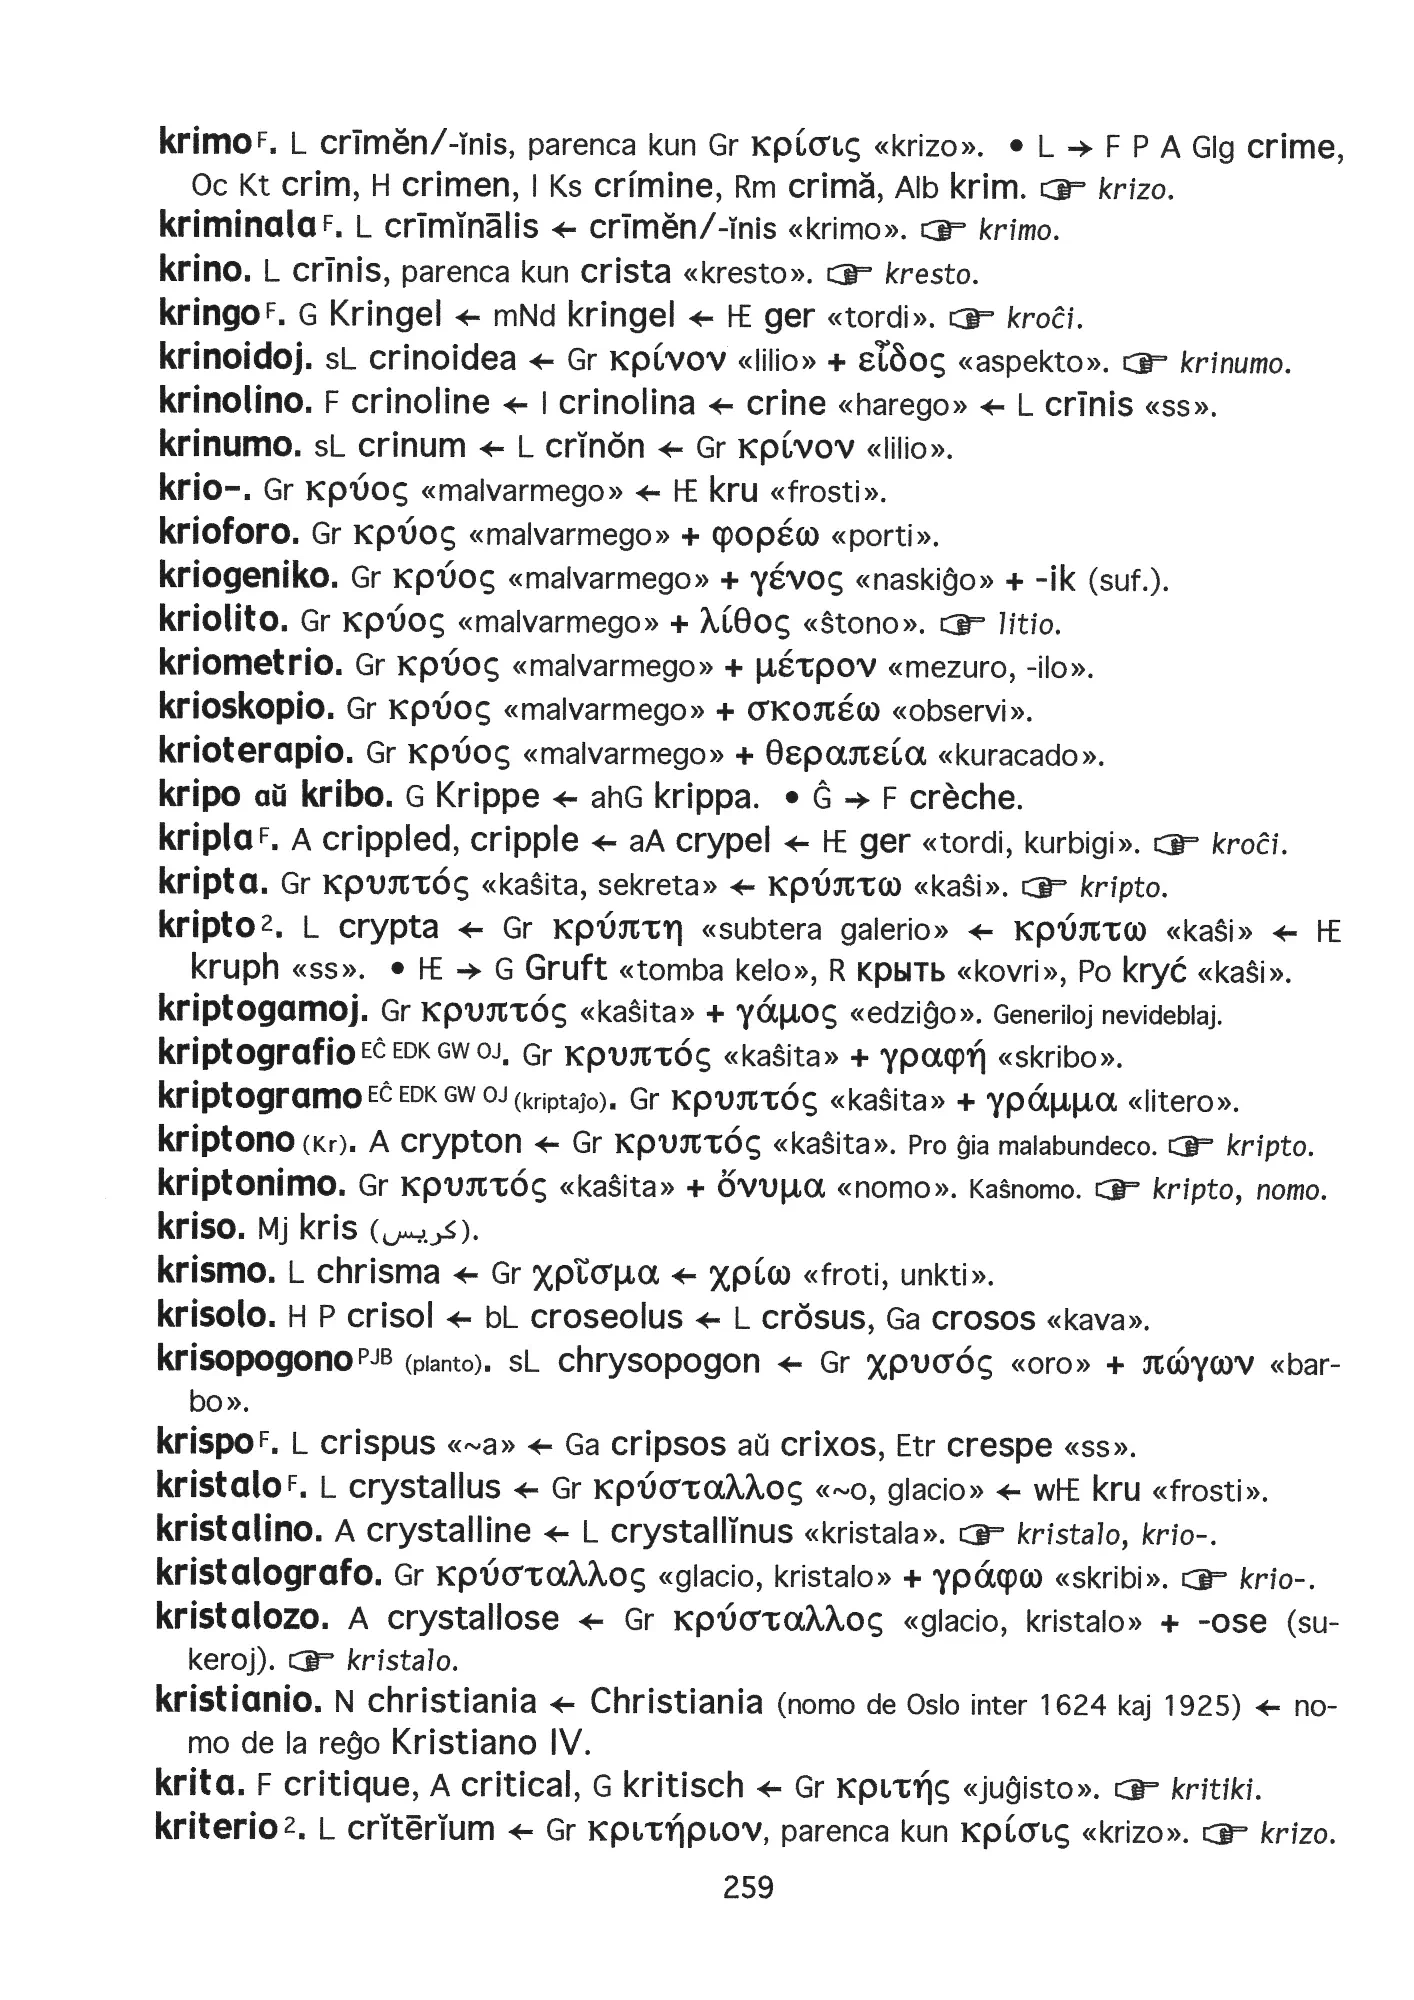 krimo F. L crīmĕn/-ĭnis, parenca kun Gr κρίσις «krizo». • L → F P A Glg crime,
Oc Kt crim, H crimen, I Ks crímine, Rm crimă, Alb krim. ☞ krizo.
kriminala F. L crīmĭnālis ← crīmĕn/-ĭnis «krimo». ☞ krimo.
krino. L crīnis, parenca kun crista «kresto». ☞ kresto.
kringo F. G Kringel ← mNd kringel ← HE ger «tordi». ☞ kroĉi.
krinoidoj. sL crinoidea ← Gr κρίνον «lilio» + εἶδος «aspekto». ☞ krinumo.
krinolino. F crinoline ← I crinolina ← crine «harego» ← L crīnis «ss».
krinumo. sL crinum ← L crĭnŏn ← Gr κρίνον «lilio».
krio-. Gr κρύος «malvarmego» ← HE kru «frosti».
krioforo. Gr κρύος «malvarmego» + φορέω «porti».
kriogeniko. Gr κρύος «malvarmego» + γένος «naskiĝo» + -ik (suf.).
kriolito. Gr κρύος «malvarmego» + λίθος «ŝtono». ☞ litio.
kriometrio. Gr κρύος «malvarmego» + μέτρον «mezuro, -ilo».
krioskopio. Gr κρύος «malvarmego» + σκοπέω «observi».
krioterapio. Gr κρύος «malvarmego» + θεραπεία «kuracado».
kripo aŭ kribo. G Krippe ← ahG krippa. • Ĝ → F crèche.
kripla F. A crippled, cripple ← aA crypel ← HE ger «tordi, kurbigi». ☞ kroĉi.
kripta. Gr κρυπτός «kaŝita, sekreta» ← κρύπτω «kaŝi». ☞ kripto.
kripto 2. L crypta ← Gr κρύπτη «subtera galerio» ← κρύπτω «kaŝi» ← HE
kruph «ss». • HE → G Gruft «tomba kelo», R крыть «kovri», Po kryć «kaŝi».
kriptogamoj. Gr κρυπτός «kaŝita» + γάμος «edziĝo». Generiloj nevideblaj.
kriptografio EĈ EDK GW OJ. Gr κρυπτός «kaŝita» + γραφή «skribo».
kriptogramo EĈ EDK GW OJ (kriptaĵo). Gr κρυπτός «kaŝita» + γράμμα «litero».
kriptono (Kr). A crypton ← Gr κρυπτός «kaŝita». Pro ĝia malabundeco. ☞ kripto.
kriptonimo. Gr κρυπτός «kaŝita» + ὄνυμα «nomo». Kaŝnomo. ☞ kripto, nomo.
kriso. Mj kris (کريس).
krismo. L chrisma ← Gr χρῖσμα ← χρίω «froti, unkti».
krisolo. H P crisol ← bL croseolus ← L crŏsus, Ga crosos «kava».
krisopogono PJB (planto). sL chrysopogon ← Gr χρυσός «oro» + πώγων «bar-
bo».
krispo F. L crispus «~a» ← Ga cripsos aŭ crixos, Etr crespe «ss».
kristalo F. L crystallus ← Gr κρύσταλλος «~o, glacio» ← wHE kru «frosti».
kristalino. A crystalline ← L crystallĭnus «kristala». ☞ kristalo, krio-.
kristalografo. Gr κρύσταλλος «glacio, kristalo» + γράφω «skribi». ☞ krio-.
kristalozo. A crystallose ← Gr κρύσταλλος «glacio, kristalo» + -ose (su-
keroj). ☞ kristalo.
kristianio. N christiania ← Christiania (nomo de Oslo inter 1624 kaj 1925) ← no-
mo de la reĝo Kristiano IV.
krita. F critique, A critical, G kritisch ← Gr κριτής «juĝisto». ☞ kritiki.
kriterio 2. L crĭtērĭum ← Gr κριτήριον, parenca kun κρίσις «krizo». ☞ krizo.
259